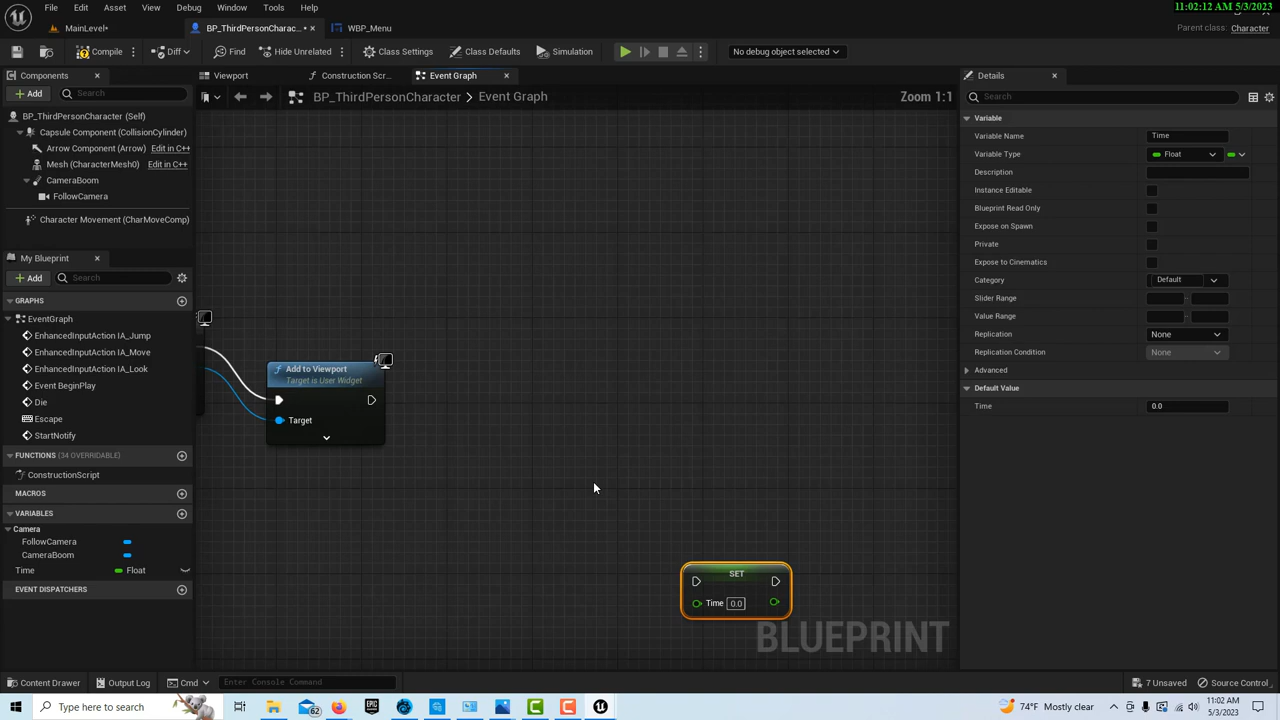 11:02:12 AM 5/3/2023
File Edit Asset View Debug Window Tools Help
Parent class: Character
MainLevel•
BP_ThirdPersonCharac...•
WBP_Menu
Compile
Diff
Find
Hide Unrelated
Class Settings
Class Defaults
Simulation
No debug object selected
Components
Add
Search
BP_ThirdPersonCharacter (Self)
Capsule Component (CollisionCylinder)
Arrow Component (Arrow) Edit in C++
Mesh (CharacterMesh0) Edit in C++
CameraBoom
FollowCamera
Character Movement (CharMoveComp)
My Blueprint
Add
Search
GRAPHS
EventGraph
EnhancedInputAction IA_Jump
EnhancedInputAction IA_Move
EnhancedInputAction IA_Look
Event BeginPlay
Die
Escape
StartNotify
FUNCTIONS (34 OVERRIDABLE)
ConstructionScript
MACROS
VARIABLES
Camera
FollowCamera
CameraBoom
Time Float
EVENT DISPATCHERS
Viewport
Construction Scr...
Event Graph
BP_ThirdPersonCharacter > Event Graph
Zoom 1:1
Add to Viewport
Target is User Widget
Target
SET
Time 0.0
BLUEPRINT
Details
Search
Variable
Variable Name Time
Variable Type Float
Description
Instance Editable
Blueprint Read Only
Expose on Spawn
Private
Expose to Cinematics
Category Default
Slider Range
Value Range
Replication None
Replication Condition None
Advanced
Default Value
Time 0.0
Content Drawer
Output Log
Cmd
Enter Console Command
7 Unsaved
Source Control
Type here to search
62
74°F Mostly clear
11:02 AM
5/3/2023